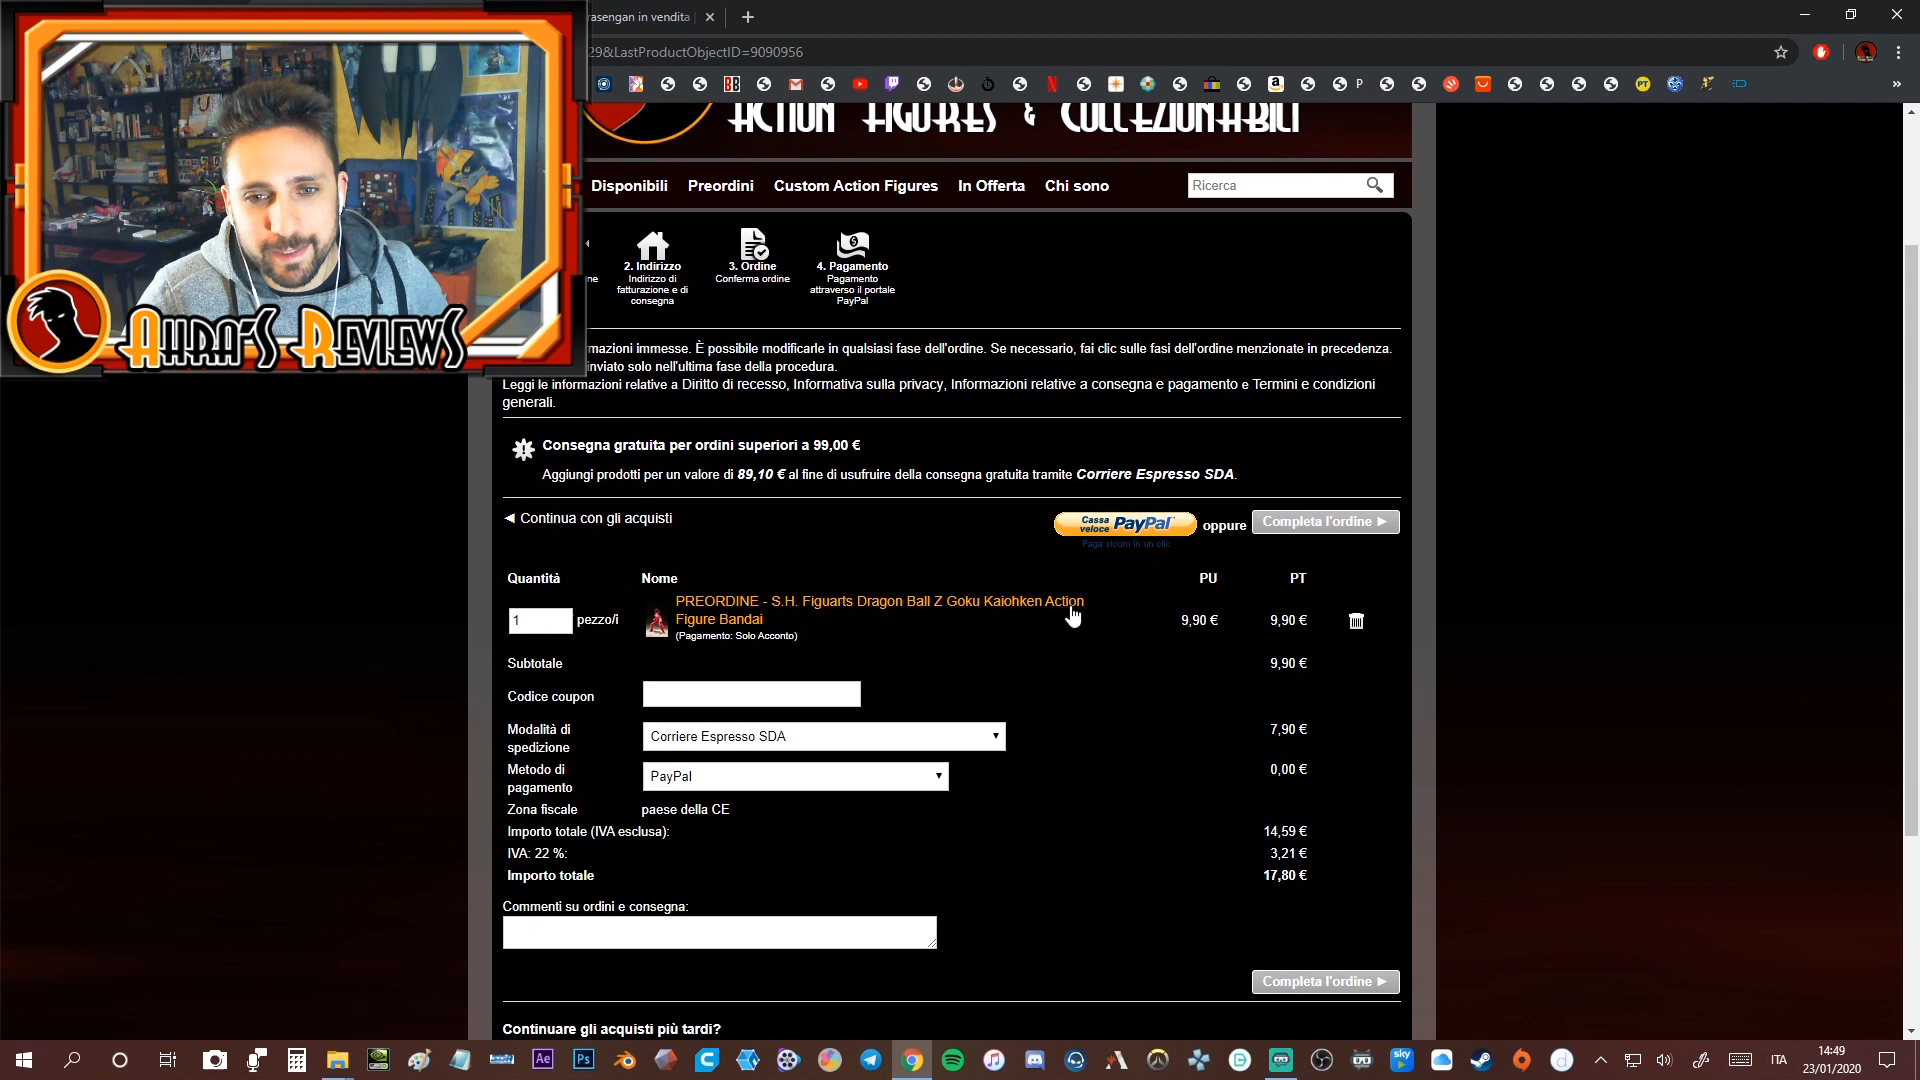 rasengan in vendita
29&LastProductObjectID=9090956
ACTION FIGURES & COLLEZIONABILI
Disponibili Preordini Custom Action Figures In Offerta Chi sono
Ricerca
ne
2. Indirizzo
Indirizzo di
fatturazione e di
consegna
3. Ordine
Conferma ordine
4. Pagamento
Pagamento
attraverso il portale
PayPal
AHRA'S REVIEWS
mazioni immesse. È possibile modificarle in qualsiasi fase dell'ordine. Se necessario, fai clic sulle fasi dell'ordine menzionate in precedenza.
inviato solo nell'ultima fase della procedura.
Leggi le informazioni relative a Diritto di recesso, Informativa sulla privacy, Informazioni relative a consegna e pagamento e Termini e condizioni
generali.
Consegna gratuita per ordini superiori a 99,00 €
Aggiungi prodotti per un valore di 89,10 € al fine di usufruire della consegna gratuita tramite Corriere Espresso SDA.
◄ Continua con gli acquisti
Cassa veloce PayPal oppure Completa l'ordine ►
Paga sicuro in un clic
Quantità Nome PU PT
PREORDINE - S.H. Figuarts Dragon Ball Z Goku Kaiohken Action
1 pezzo/i Figure Bandai 9,90 € 9,90 €
(Pagamento: Solo Acconto)
Subtotale 9,90 €
Codice coupon
Modalità di
spedizione Corriere Espresso SDA 7,90 €
Metodo di
pagamento PayPal 0,00 €
Zona fiscale paese della CE
Importo totale (IVA esclusa): 14,59 €
IVA: 22 %: 3,21 €
Importo totale 17,80 €
Commenti su ordini e consegna:
Completa l'ordine ►
Continuare gli acquisti più tardi?
ITA
14:49
23/01/2020